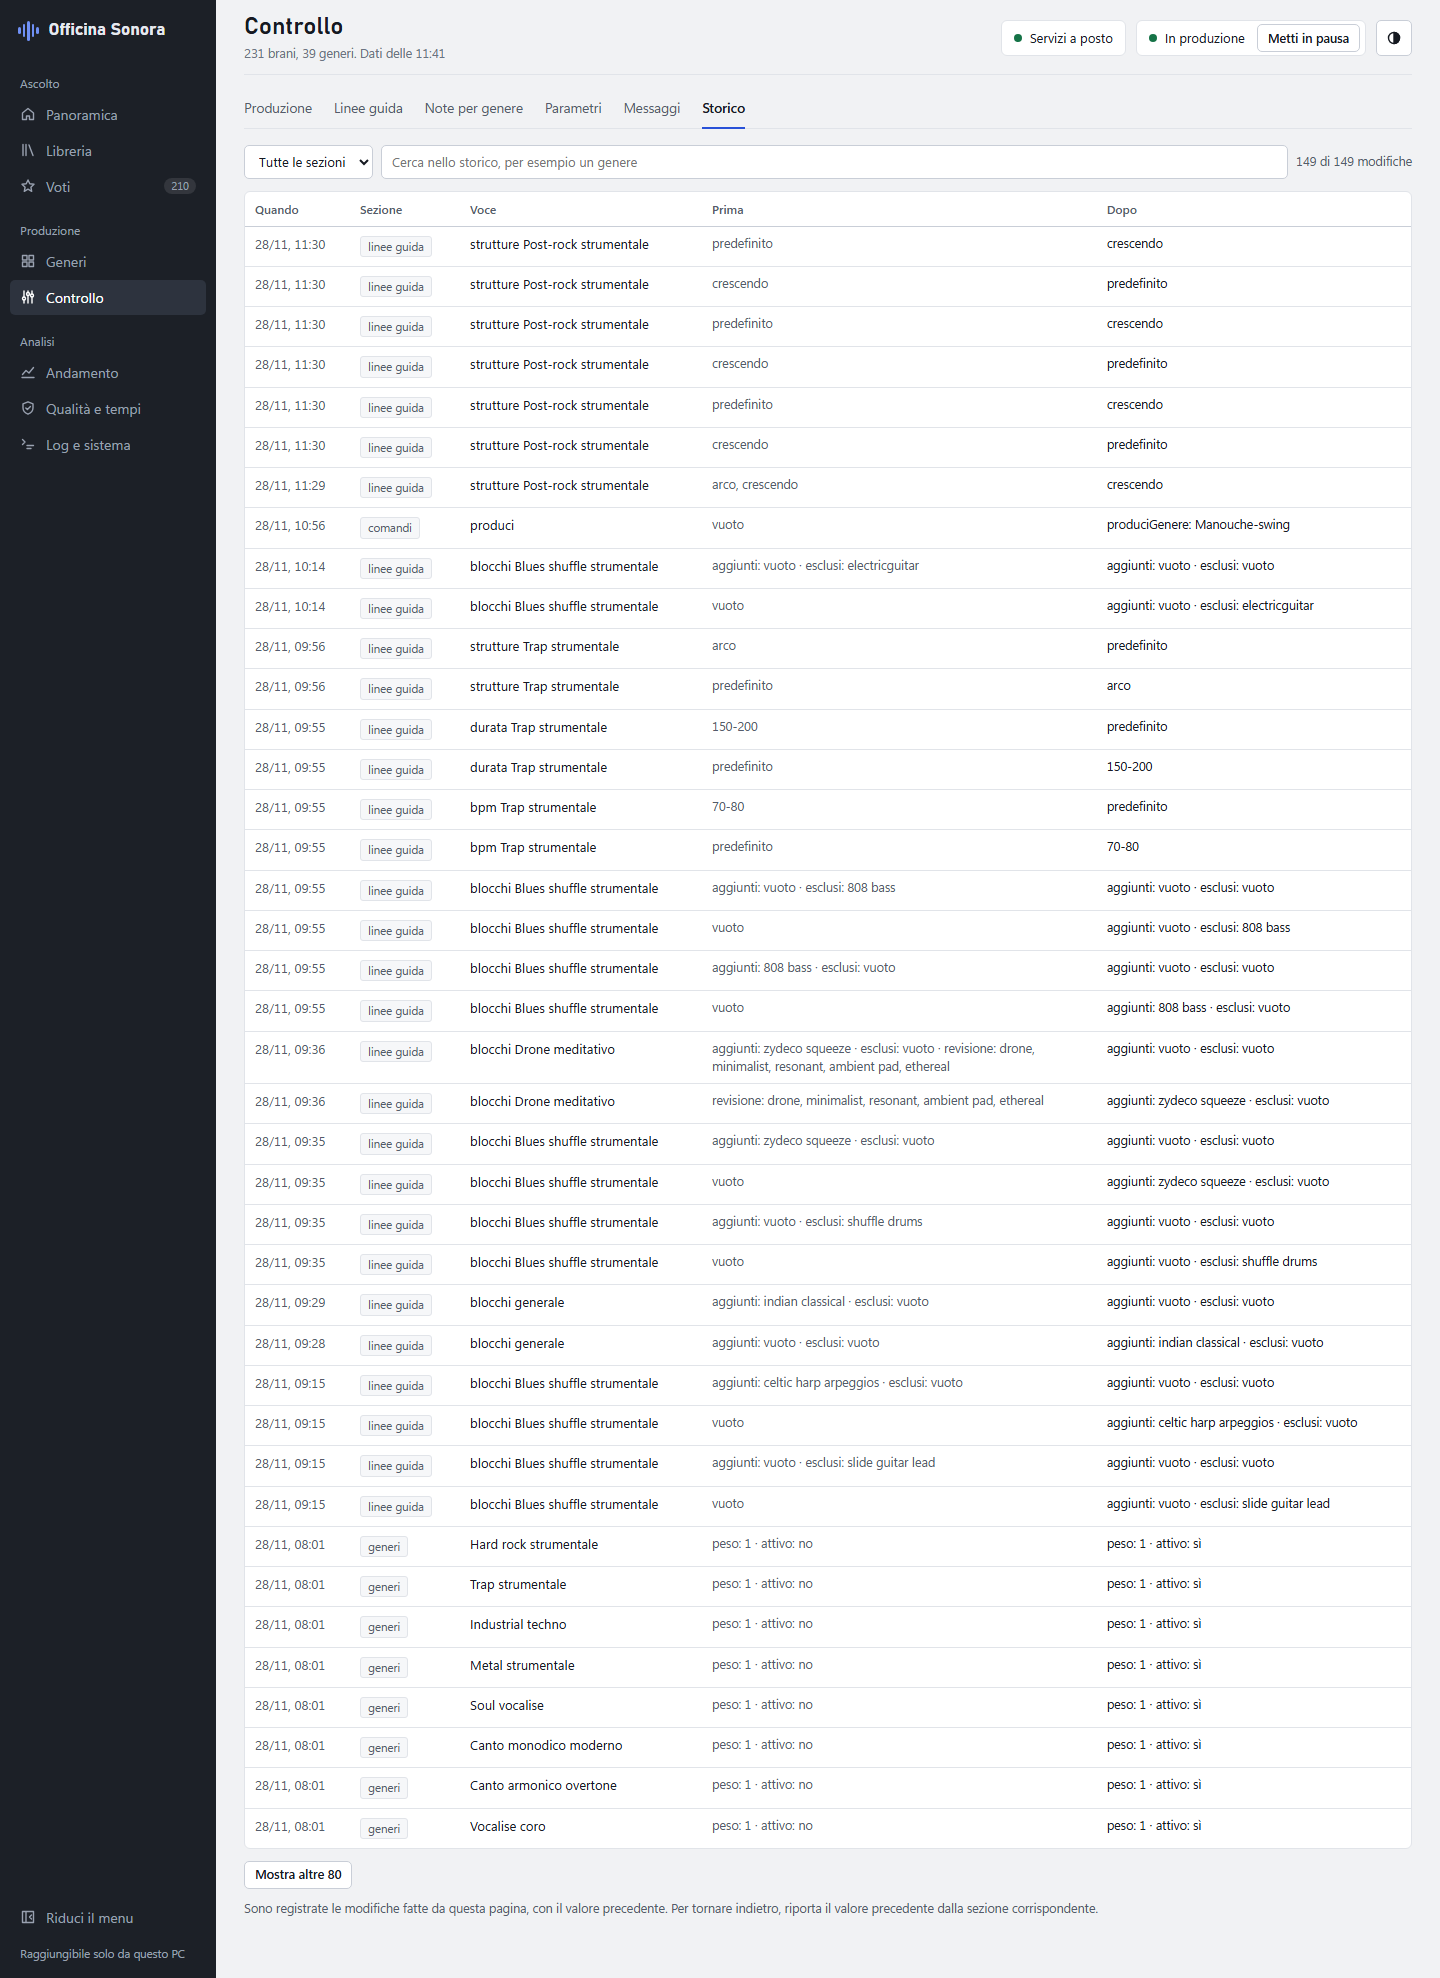 Officina Sonora
Ascolto
Panoramica
Libreria
Voti 210
Produzione
Generi
Controllo
Analisi
Andamento
Qualità e tempi
Log e sistema
Riduci il menu
Raggiungibile solo da questo PC
Controllo
231 brani, 39 generi. Dati delle 11:41
Servizi a posto
In produzione Metti in pausa
Produzione Linee guida Note per genere Parametri Messaggi Storico
Tutte le sezioni Cerca nello storico, per esempio un genere 149 di 149 modifiche
Quando Sezione Voce Prima Dopo
28/11, 11:30 linee guida strutture Post-rock strumentale predefinito crescendo
28/11, 11:30 linee guida strutture Post-rock strumentale crescendo predefinito
28/11, 11:30 linee guida strutture Post-rock strumentale predefinito crescendo
28/11, 11:30 linee guida strutture Post-rock strumentale crescendo predefinito
28/11, 11:30 linee guida strutture Post-rock strumentale predefinito crescendo
28/11, 11:30 linee guida strutture Post-rock strumentale crescendo predefinito
28/11, 11:29 linee guida strutture Post-rock strumentale arco, crescendo crescendo
28/11, 10:56 comandi produci vuoto produciGenere: Manouche-swing
28/11, 10:14 linee guida blocchi Blues shuffle strumentale aggiunti: vuoto · esclusi: electricguitar aggiunti: vuoto · esclusi: vuoto
28/11, 10:14 linee guida blocchi Blues shuffle strumentale vuoto aggiunti: vuoto · esclusi: electricguitar
28/11, 09:56 linee guida strutture Trap strumentale arco predefinito
28/11, 09:56 linee guida strutture Trap strumentale predefinito arco
28/11, 09:55 linee guida durata Trap strumentale 150-200 predefinito
28/11, 09:55 linee guida durata Trap strumentale predefinito 150-200
28/11, 09:55 linee guida bpm Trap strumentale 70-80 predefinito
28/11, 09:55 linee guida bpm Trap strumentale predefinito 70-80
28/11, 09:55 linee guida blocchi Blues shuffle strumentale aggiunti: vuoto · esclusi: 808 bass aggiunti: vuoto · esclusi: vuoto
28/11, 09:55 linee guida blocchi Blues shuffle strumentale vuoto aggiunti: vuoto · esclusi: 808 bass
28/11, 09:55 linee guida blocchi Blues shuffle strumentale aggiunti: 808 bass · esclusi: vuoto aggiunti: vuoto · esclusi: vuoto
28/11, 09:55 linee guida blocchi Blues shuffle strumentale vuoto aggiunti: 808 bass · esclusi: vuoto
28/11, 09:36 linee guida blocchi Drone meditativo aggiunti: zydeco squeeze · esclusi: vuoto · revisione: drone, aggiunti: vuoto · esclusi: vuoto
minimalist, resonant, ambient pad, ethereal
28/11, 09:36 linee guida blocchi Drone meditativo revisione: drone, minimalist, resonant, ambient pad, ethereal aggiunti: zydeco squeeze · esclusi: vuoto
28/11, 09:35 linee guida blocchi Blues shuffle strumentale aggiunti: zydeco squeeze · esclusi: vuoto aggiunti: vuoto · esclusi: vuoto
28/11, 09:35 linee guida blocchi Blues shuffle strumentale vuoto aggiunti: zydeco squeeze · esclusi: vuoto
28/11, 09:35 linee guida blocchi Blues shuffle strumentale aggiunti: vuoto · esclusi: shuffle drums aggiunti: vuoto · esclusi: vuoto
28/11, 09:35 linee guida blocchi Blues shuffle strumentale vuoto aggiunti: vuoto · esclusi: shuffle drums
28/11, 09:29 linee guida blocchi generale aggiunti: indian classical · esclusi: vuoto aggiunti: vuoto · esclusi: vuoto
28/11, 09:28 linee guida blocchi generale aggiunti: vuoto · esclusi: vuoto aggiunti: indian classical · esclusi: vuoto
28/11, 09:15 linee guida blocchi Blues shuffle strumentale aggiunti: celtic harp arpeggios · esclusi: vuoto aggiunti: vuoto · esclusi: vuoto
28/11, 09:15 linee guida blocchi Blues shuffle strumentale vuoto aggiunti: celtic harp arpeggios · esclusi: vuoto
28/11, 09:15 linee guida blocchi Blues shuffle strumentale aggiunti: vuoto · esclusi: slide guitar lead aggiunti: vuoto · esclusi: vuoto
28/11, 09:15 linee guida blocchi Blues shuffle strumentale vuoto aggiunti: vuoto · esclusi: slide guitar lead
28/11, 08:01 generi Hard rock strumentale peso: 1 · attivo: no peso: 1 · attivo: sì
28/11, 08:01 generi Trap strumentale peso: 1 · attivo: no peso: 1 · attivo: sì
28/11, 08:01 generi Industrial techno peso: 1 · attivo: no peso: 1 · attivo: sì
28/11, 08:01 generi Metal strumentale peso: 1 · attivo: no peso: 1 · attivo: sì
28/11, 08:01 generi Soul vocalise peso: 1 · attivo: no peso: 1 · attivo: sì
28/11, 08:01 generi Canto monodico moderno peso: 1 · attivo: no peso: 1 · attivo: sì
28/11, 08:01 generi Canto armonico overtone peso: 1 · attivo: no peso: 1 · attivo: sì
28/11, 08:01 generi Vocalise coro peso: 1 · attivo: no peso: 1 · attivo: sì
Mostra altre 80
Sono registrate le modifiche fatte da questa pagina, con il valore precedente. Per tornare indietro, riporta il valore precedente dalla sezione corrispondente.